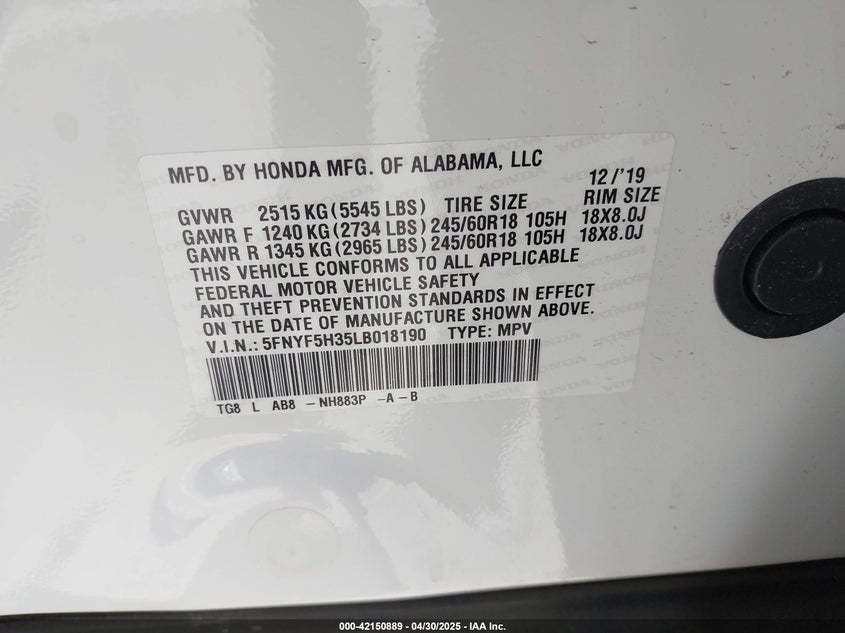 MFD. BY HONDA MFG. OF ALABAMA, LLC 12/'19
GVWR 2515 KG (5545 LBS) TIRE SIZE RIM SIZE
GAWR F 1240 KG (2734 LBS) 245/60R18 105H 18X8.0J
GAWR R 1345 KG (2965 LBS) 245/60R18 105H 18X8.0J
THIS VEHICLE CONFORMS TO ALL APPLICABLE
FEDERAL MOTOR VEHICLE SAFETY
AND THEFT PREVENTION STANDARDS IN EFFECT
ON THE DATE OF MANUFACTURE SHOWN ABOVE.
V.I.N.: 5FNYF5H35LB018190 TYPE: MPV
TG8 L AB8 -NH883P -A-B
000-42150889 - 04/30/2025 - IAA Inc.